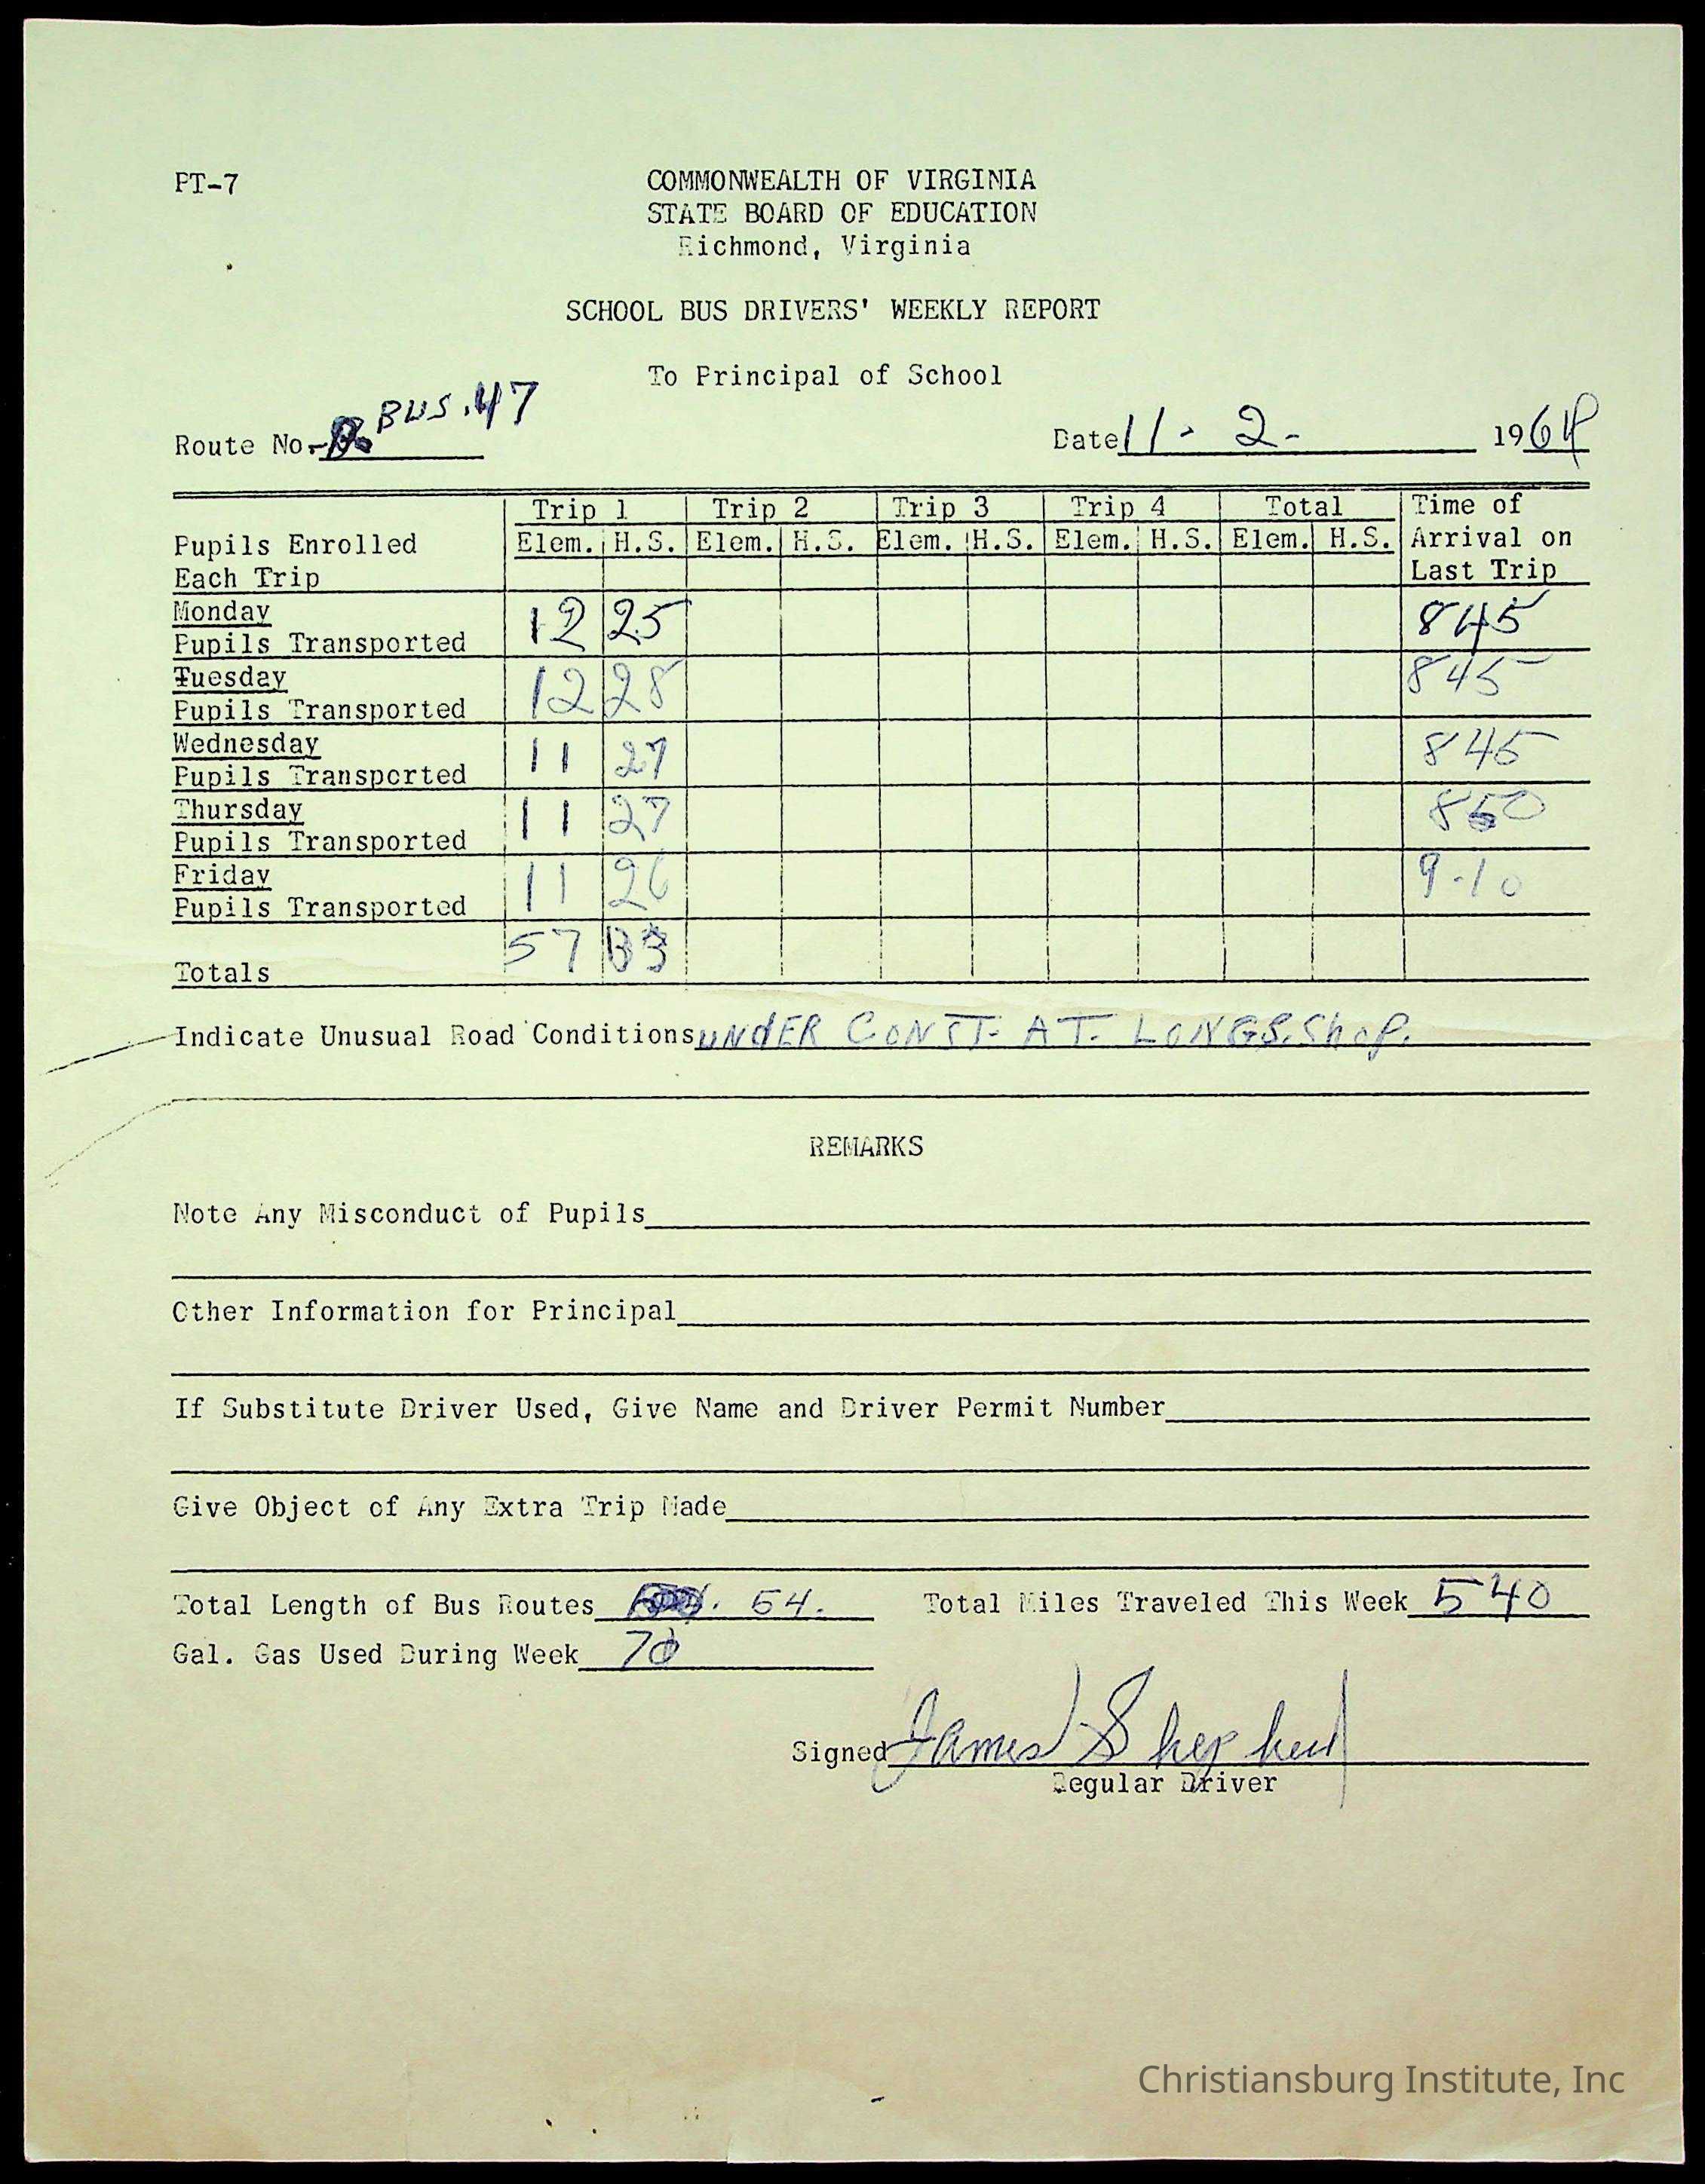 PT-7
COMMONWEALTH OF VIRGINIA
STATE BOARD OF EDUCATION
Richmond, Virginia
SCHOOL BUS DRIVERS' WEEKLY REPORT
To Principal of School
Route No. BUS. 47 Date 11 - 2 - 1964
Trip 1 Trip 2 Trip 3 Trip 4 Total Time of
Pupils Enrolled Elem. H.S. Elem. H.S. Elem. H.S. Elem. H.S. Elem. H.S. Arrival on
Each Trip Last Trip
Monday
Pupils Transported 12 25 845
Tuesday
Pupils Transported 12 28 845
Wednesday
Pupils Transported 11 27 845
Thursday
Pupils Transported 11 27 850
Friday
Pupils Transported 11 26 9-10
Totals 57
Indicate Unusual Road Conditions UNdER CONST. AT. LONGS. Shop.
REMARKS
Note Any Misconduct of Pupils
Other Information for Principal
If Substitute Driver Used, Give Name and Driver Permit Number
Give Object of Any Extra Trip Made
Total Length of Bus Routes 54. Total Miles Traveled This Week 540
Gal. Gas Used During Week 70
Signed James Shepherd
Regular Driver
Christiansburg Institute, Inc